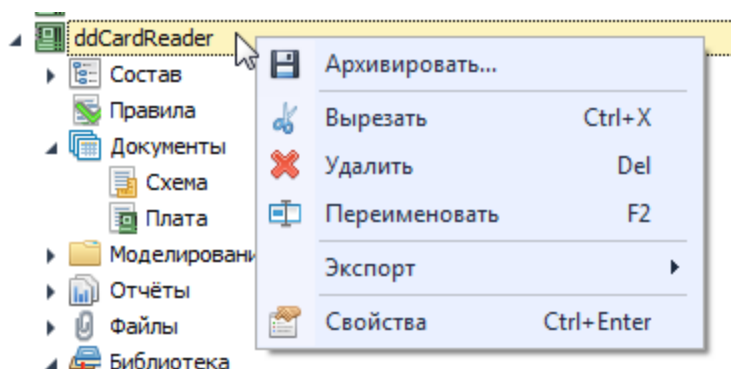 ddCardReader
Состав
Правила
Документы
Схема
Плата
Моделировани
Отчёты
Файлы
Библиотека
Архивировать...
Вырезать Ctrl+X
Удалить Del
Переименовать F2
Экспорт
Свойства Ctrl+Enter